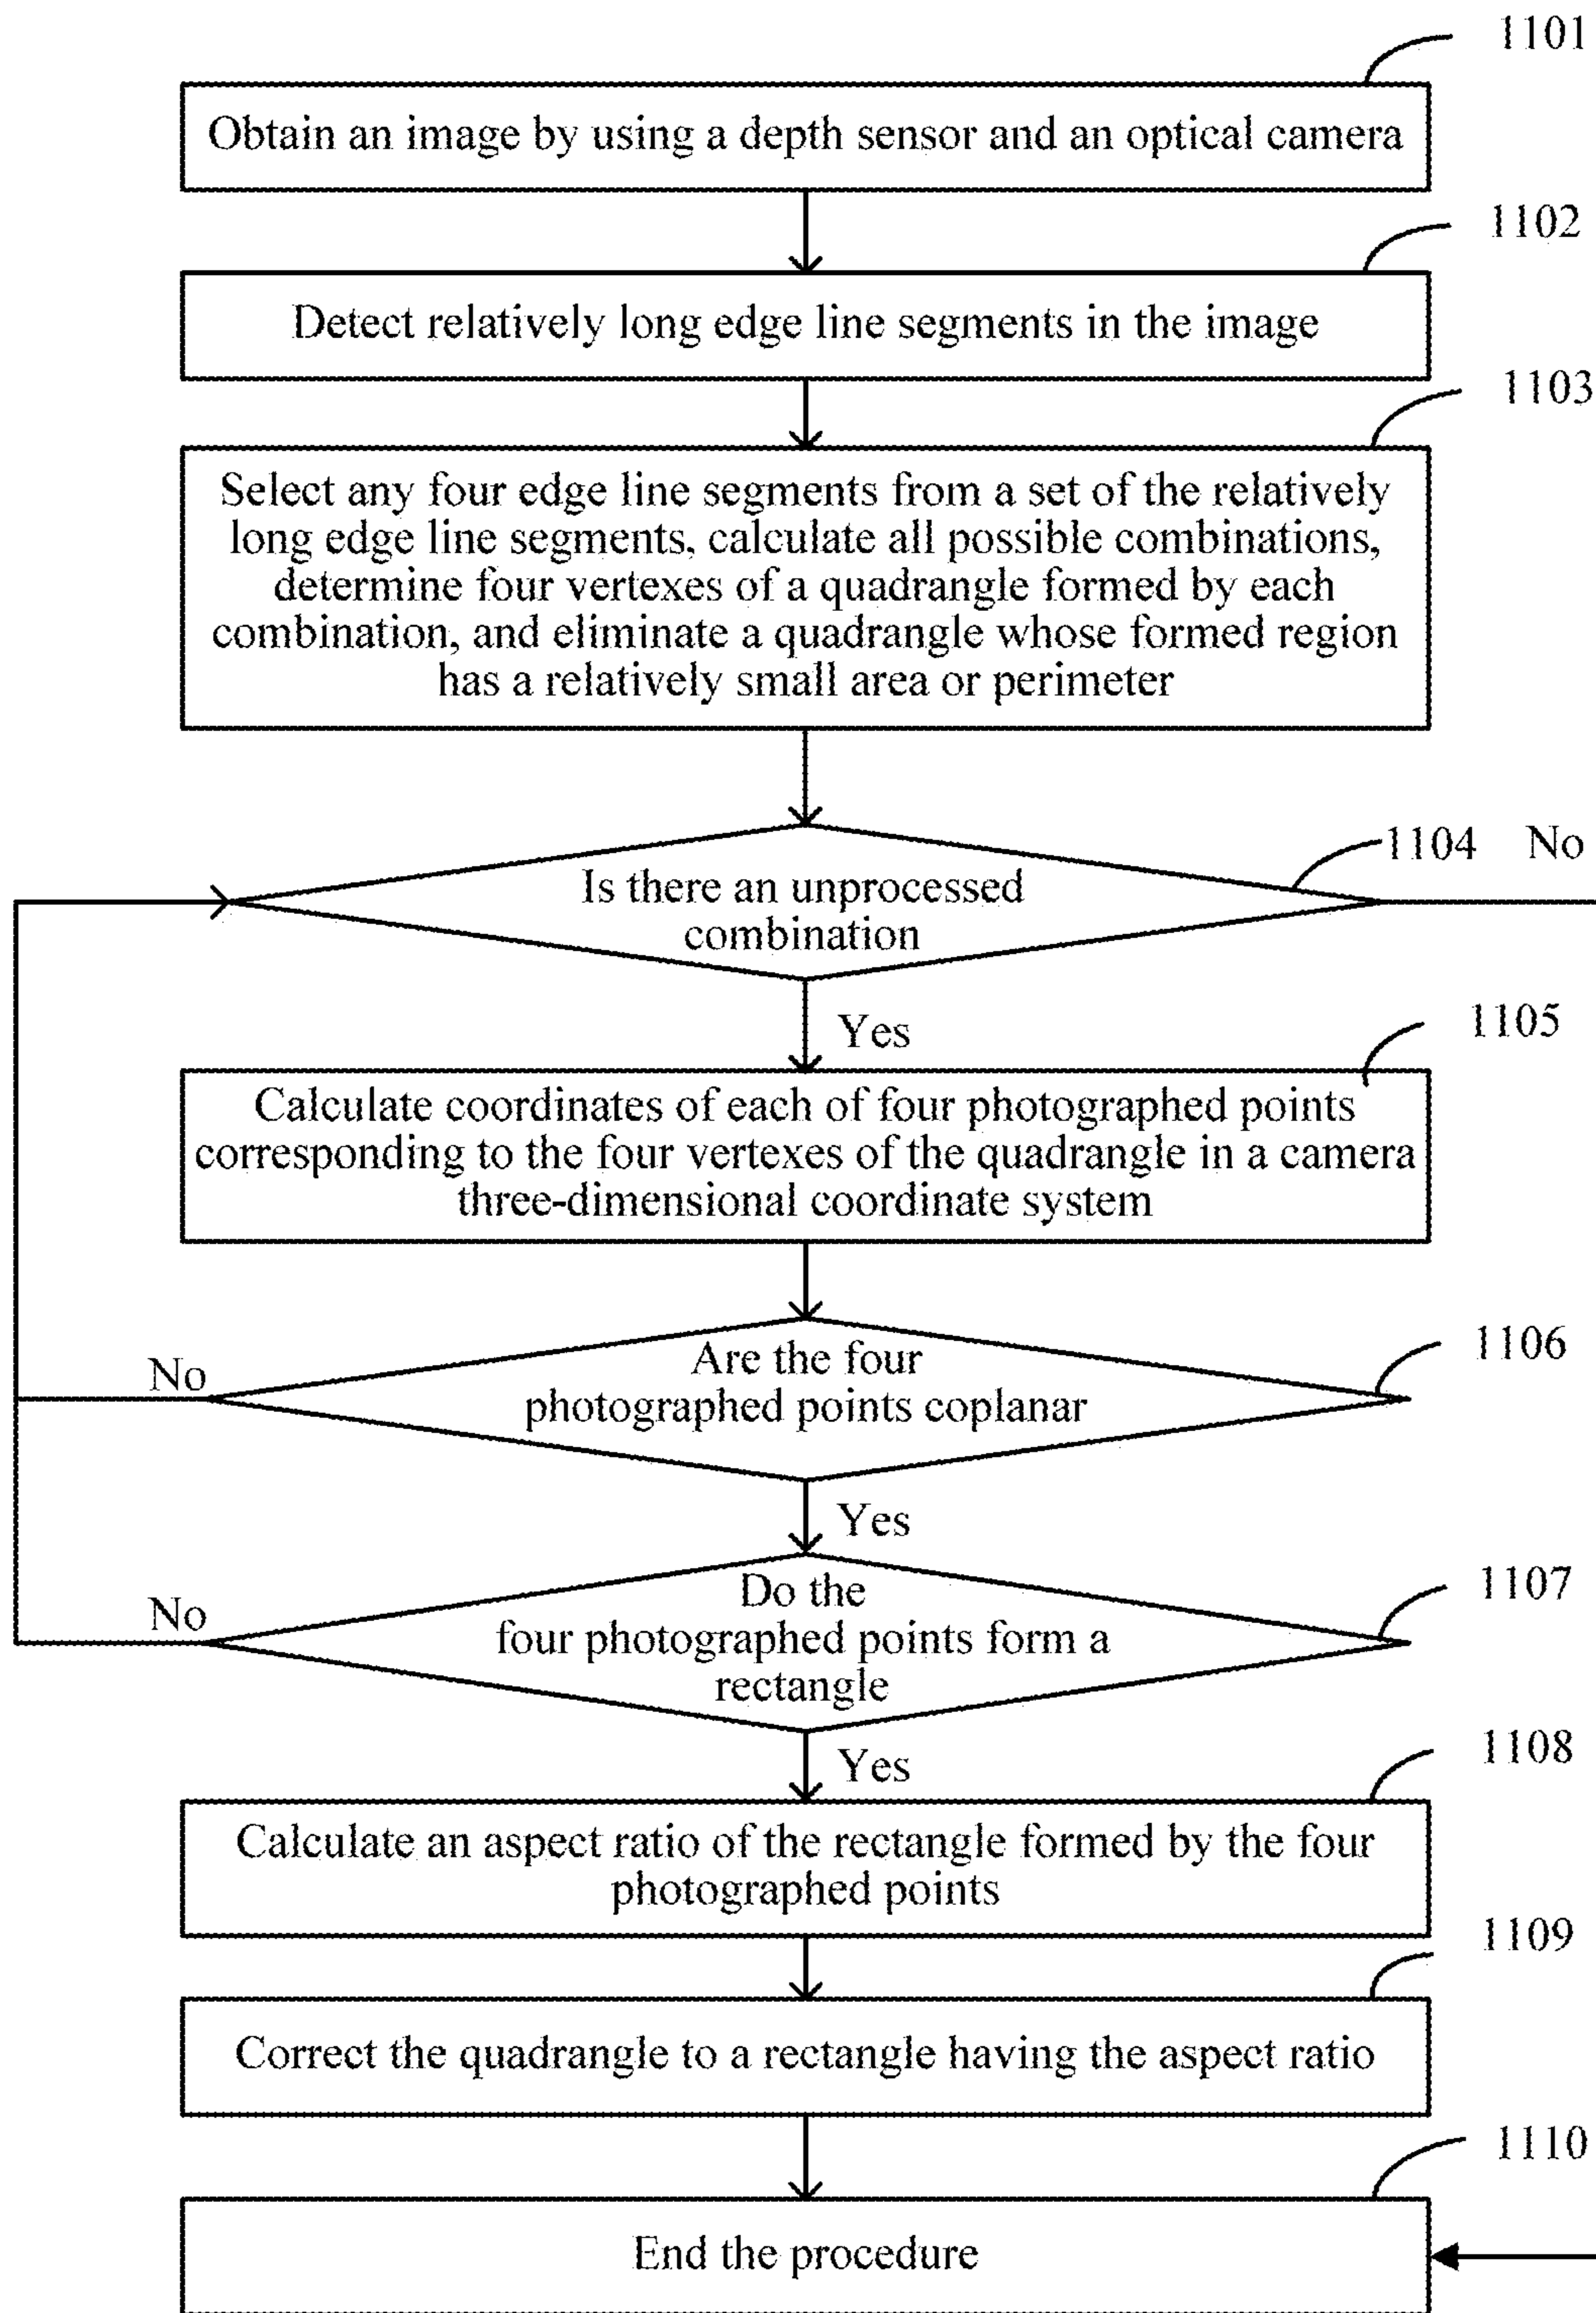 1101
Obtain an image by using a depth sensor and an optical camera
1102
Detect relatively long edge line segments in the image
1103
Select any four edge line segments from a set of the relatively
long edge line segments, calculate all possible combinations,
determine four vertexes of a quadrangle formed by each
combination, and eliminate a quadrangle whose formed region
has a relatively small area or perimeter
1104 No
Is there an unprocessed
combination
Yes
1105
Calculate coordinates of each of four photographed points
corresponding to the four vertexes of the quadrangle in a camera
three-dimensional coordinate system
1106
No
Are the four
photographed points coplanar
Yes
1107
No
Do the
four photographed points form a
rectangle
Yes
1108
Calculate an aspect ratio of the rectangle formed by the four
photographed points
1109
Correct the quadrangle to a rectangle having the aspect ratio
1110
End the procedure